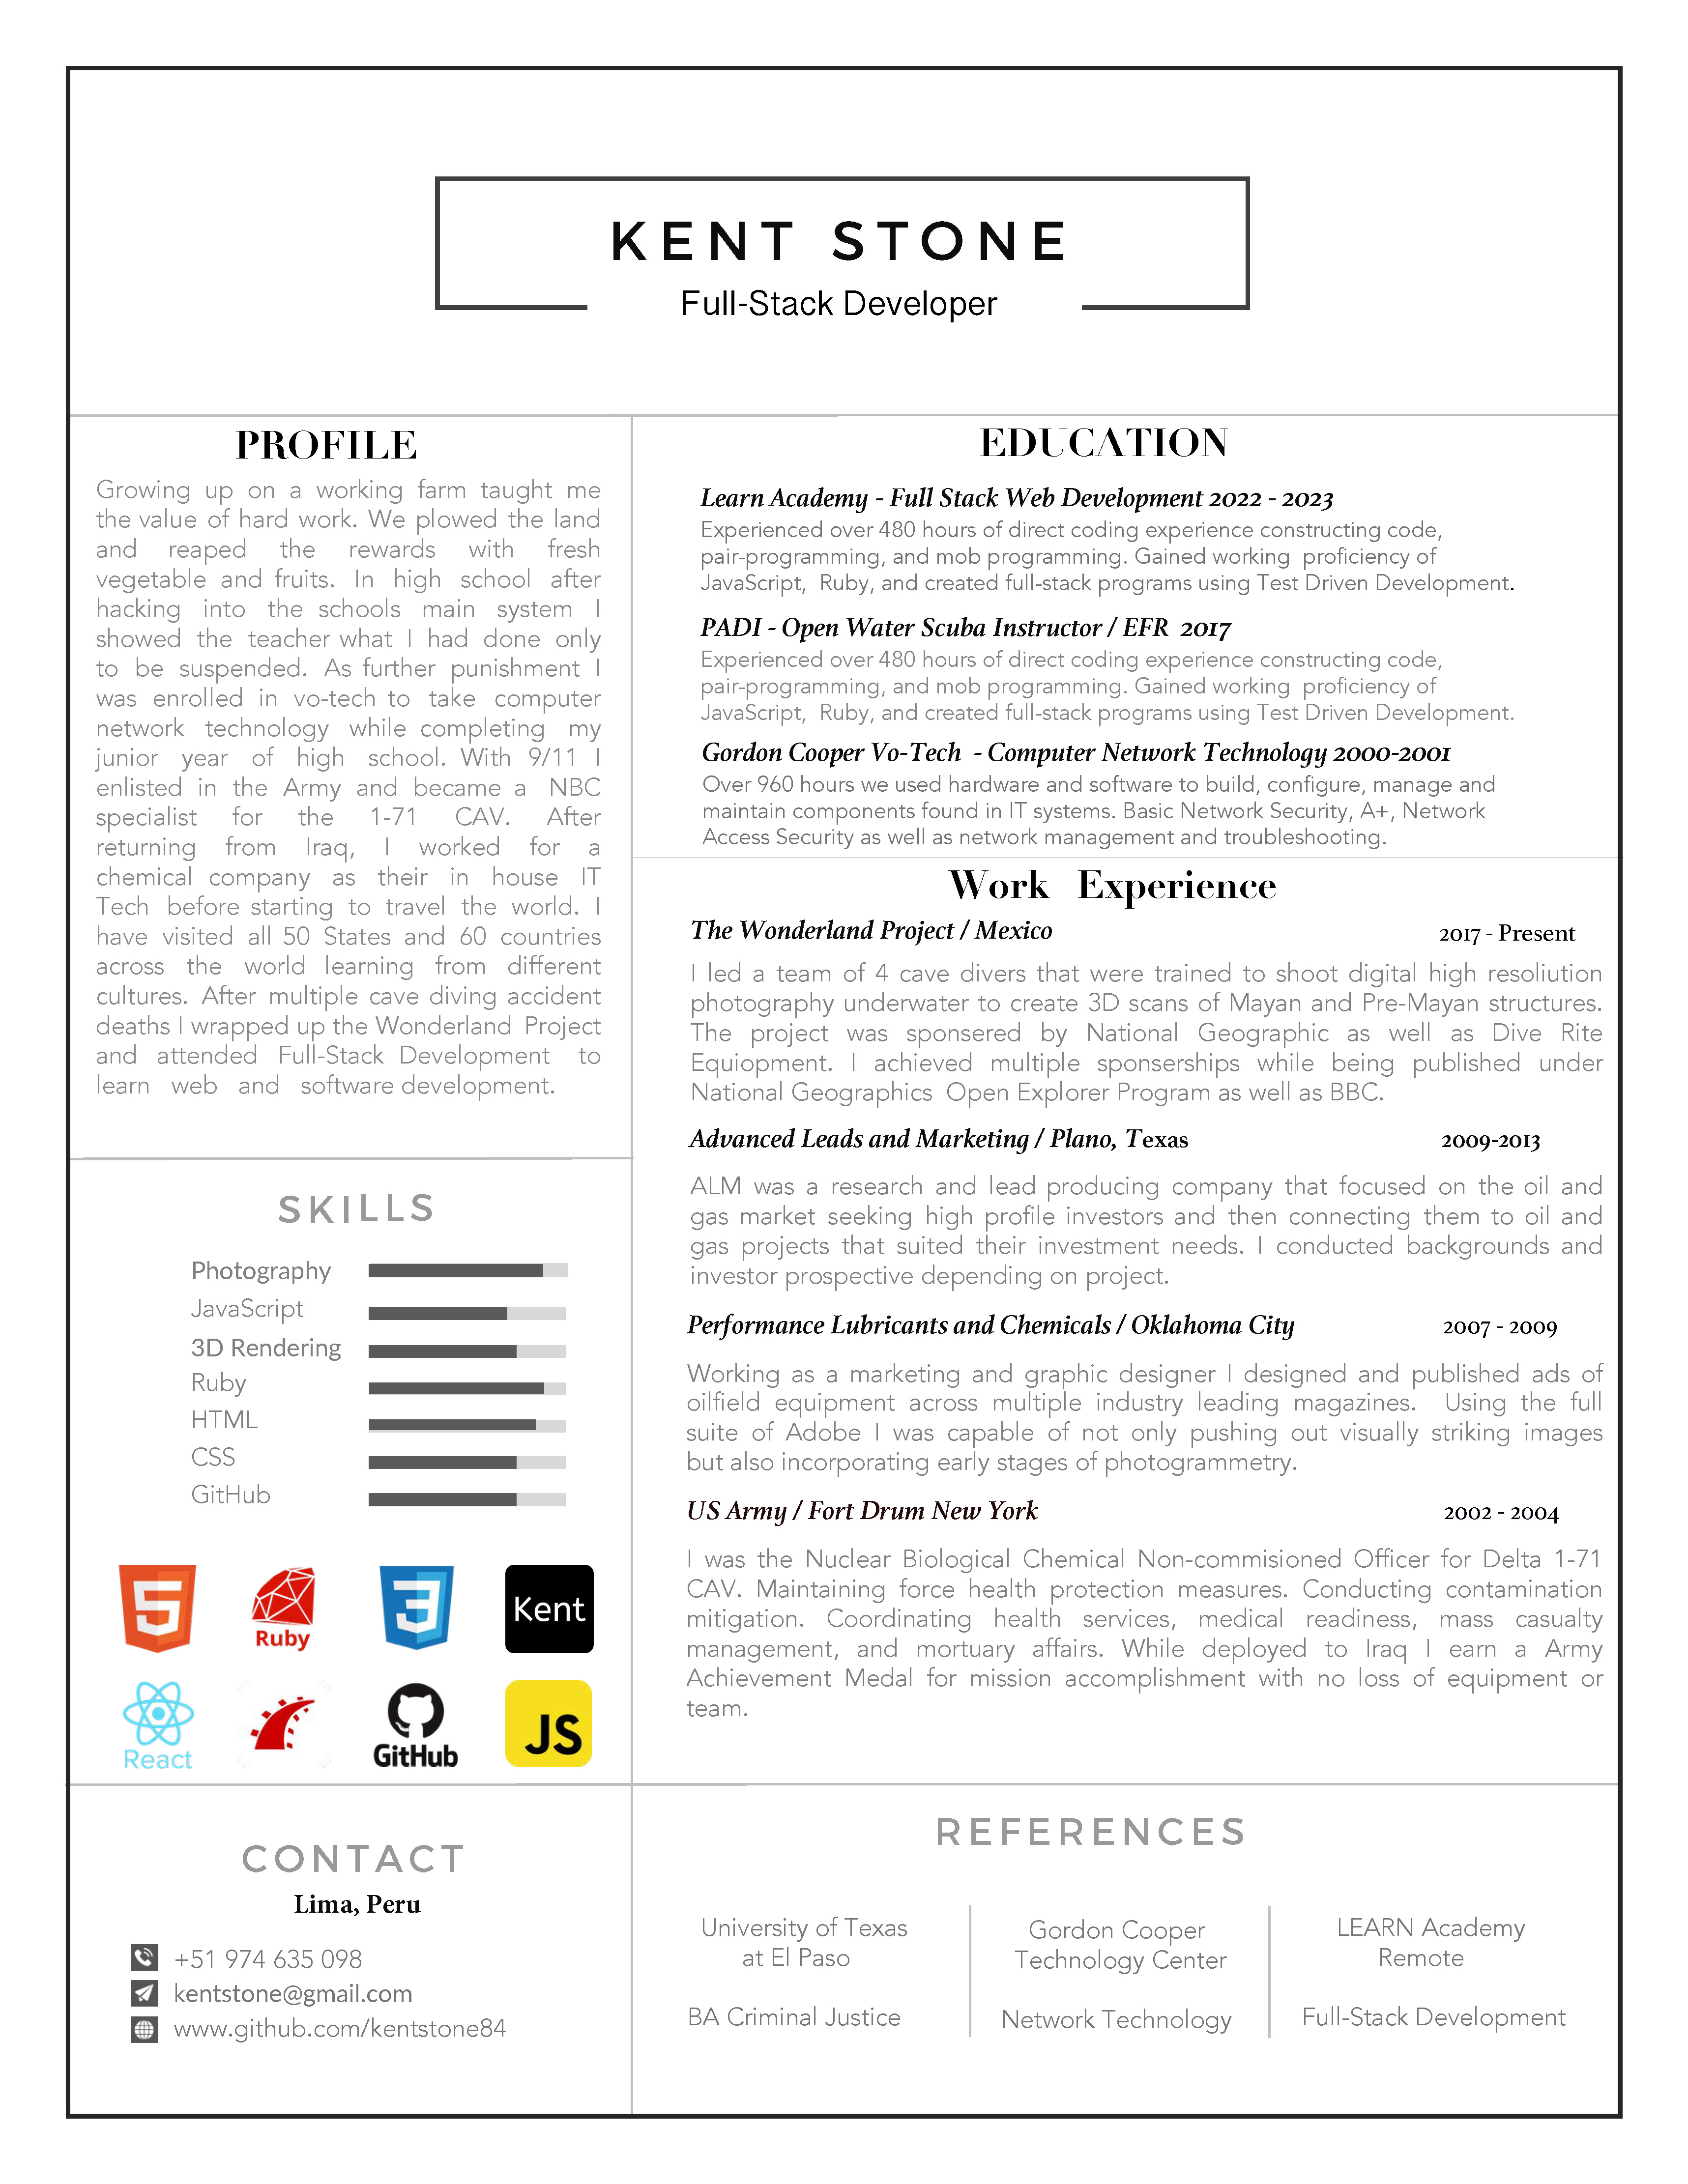 KENT STONE
Full-Stack Developer
PROFILE
Growing up on a working farm taught me
the value of hard work. We plowed the land
and reaped the rewards with fresh
vegetable and fruits. In high school after
hacking into the schools main system I
showed the teacher what I had done only
to be suspended. As further punishment I
was enrolled in vo-tech to take computer
network technology while completing my
junior year of high school. With 9/11 I
enlisted in the Army and became a NBC
specialist for the 1-71 CAV. After
returning from Iraq, I worked for a
chemical company as their in house IT
Tech before starting to travel the world. I
have visited all 50 States and 60 countries
across the world learning from different
cultures. After multiple cave diving accident
deaths I wrapped up the Wonderland Project
and attended Full-Stack Development to
learn web and software development.
SKILLS
Photography
JavaScript
3D Rendering
Ruby
HTML
CSS
GitHub
5
Ruby
3
Kent
React
GitHub
JS
CONTACT
Lima, Peru
+51 974 635 098
kentstone@gmail.com
www.github.com/kentstone84
EDUCATION
Learn Academy - Full Stack Web Development 2022 - 2023
Experienced over 480 hours of direct coding experience constructing code,
pair-programming, and mob programming. Gained working proficiency of
JavaScript, Ruby, and created full-stack programs using Test Driven Development.
PADI - Open Water Scuba Instructor / EFR 2017
Experienced over 480 hours of direct coding experience constructing code,
pair-programming, and mob programming. Gained working proficiency of
JavaScript, Ruby, and created full-stack programs using Test Driven Development.
Gordon Cooper Vo-Tech - Computer Network Technology 2000-2001
Over 960 hours we used hardware and software to build, configure, manage and
maintain components found in IT systems. Basic Network Security, A+, Network
Access Security as well as network management and troubleshooting.
Work Experience
The Wonderland Project / Mexico 2017 - Present
I led a team of 4 cave divers that were trained to shoot digital high resoliution
photography underwater to create 3D scans of Mayan and Pre-Mayan structures.
The project was sponsered by National Geographic as well as Dive Rite
Equiopment. I achieved multiple sponserships while being published under
National Geographics Open Explorer Program as well as BBC.
Advanced Leads and Marketing / Plano, Texas 2009-2013
ALM was a research and lead producing company that focused on the oil and
gas market seeking high profile investors and then connecting them to oil and
gas projects that suited their investment needs. I conducted backgrounds and
investor prospective depending on project.
Performance Lubricants and Chemicals / Oklahoma City 2007 - 2009
Working as a marketing and graphic designer I designed and published ads of
oilfield equipment across multiple industry leading magazines. Using the full
suite of Adobe I was capable of not only pushing out visually striking images
but also incorporating early stages of photogrammetry.
US Army / Fort Drum New York 2002 - 2004
I was the Nuclear Biological Chemical Non-commisioned Officer for Delta 1-71
CAV. Maintaining force health protection measures. Conducting contamination
mitigation. Coordinating health services, medical readiness, mass casualty
management, and mortuary affairs. While deployed to Iraq I earn a Army
Achievement Medal for mission accomplishment with no loss of equipment or
team.
REFERENCES
University of Texas
at El Paso
BA Criminal Justice
Gordon Cooper
Technology Center
Network Technology
LEARN Academy
Remote
Full-Stack Development